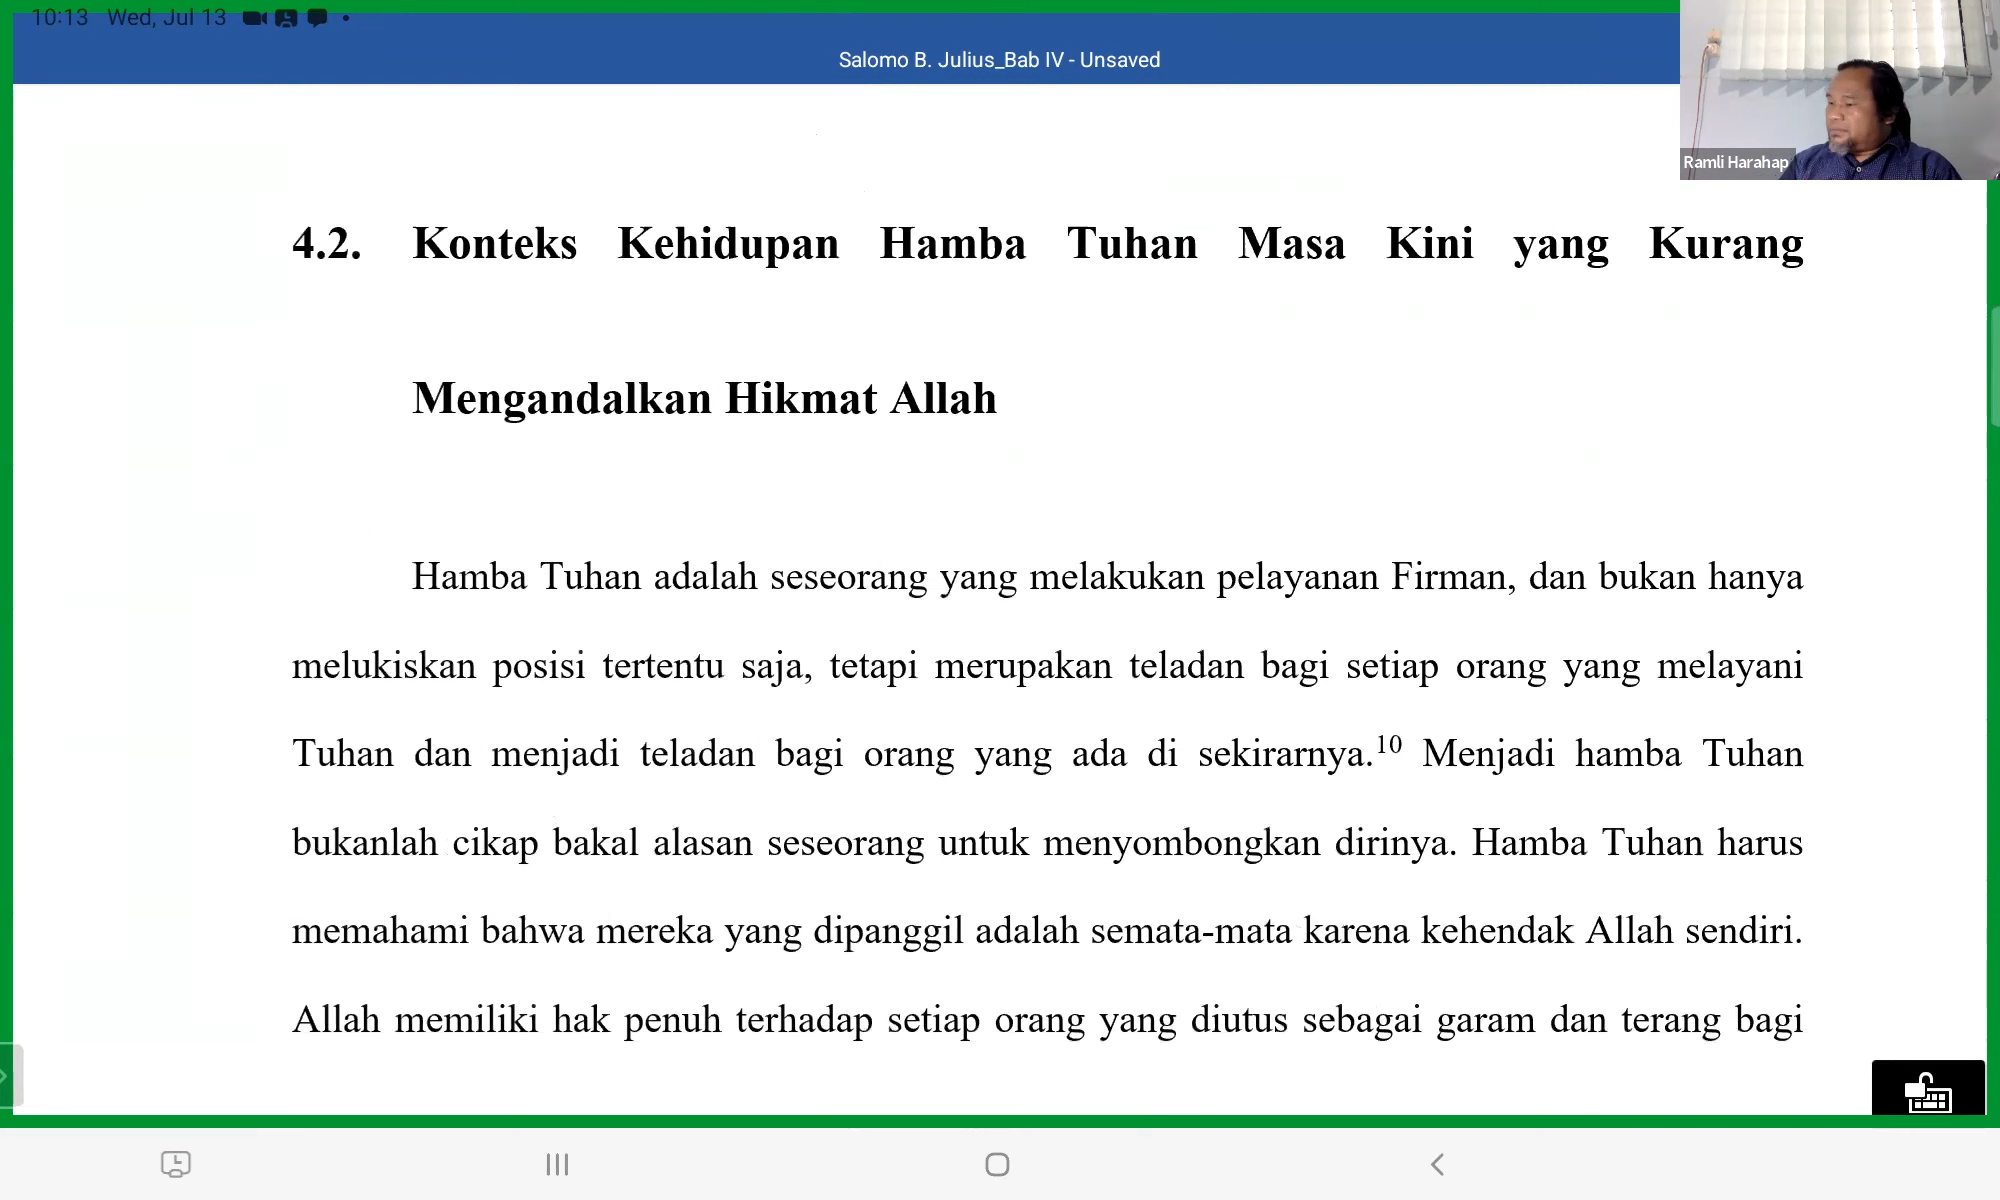 10:13 Wed, Jul 13
Salomo B. Julius_Bab IV - Unsaved
Ramli Harahap
4.2. Konteks Kehidupan Hamba Tuhan Masa Kini yang Kurang
Mengandalkan Hikmat Allah
Hamba Tuhan adalah seseorang yang melakukan pelayanan Firman, dan bukan hanya
melukiskan posisi tertentu saja, tetapi merupakan teladan bagi setiap orang yang melayani
Tuhan dan menjadi teladan bagi orang yang ada di sekirarnya.10 Menjadi hamba Tuhan
bukanlah cikap bakal alasan seseorang untuk menyombongkan dirinya. Hamba Tuhan harus
memahami bahwa mereka yang dipanggil adalah semata-mata karena kehendak Allah sendiri.
Allah memiliki hak penuh terhadap setiap orang yang diutus sebagai garam dan terang bagi